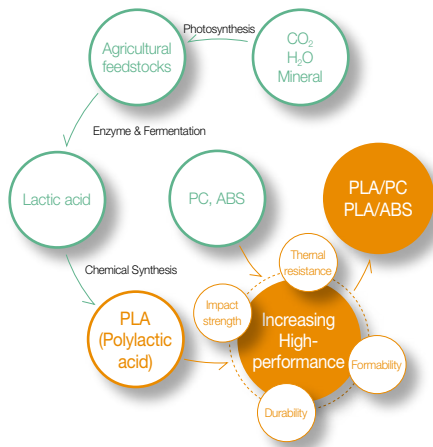 Photosynthesis
Agricultural
feedstocks
CO₂
H₂O
Mineral
Enzyme & Fermentation
Lactic acid
PC, ABS
PLA/PC
PLA/ABS
Thermal
resistance
Chemical Synthesis
Impact
strength
PLA
(Polylactic
acid)
Increasing
High-
performance
Formability
Durability